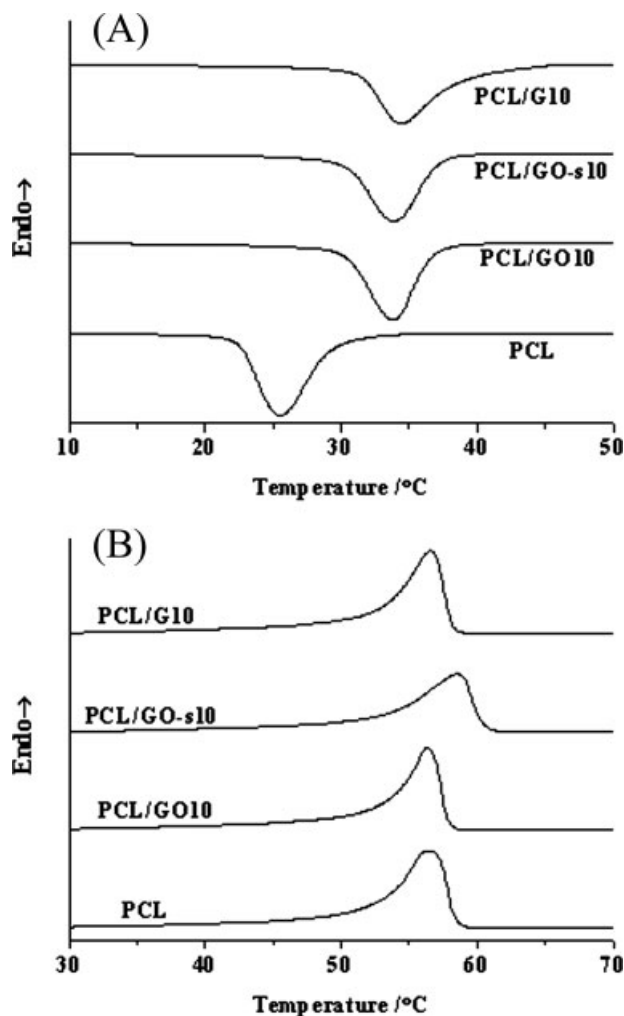 (A)
PCL/G10
PCL/GO-s10
PCL/GO10
PCL
Endo→
10 20 30 40 50
Temperature /°C
(B)
PCL/G10
PCL/GO-s10
PCL/GO10
PCL
Endo→
30 40 50 60 70
Temperature /°C